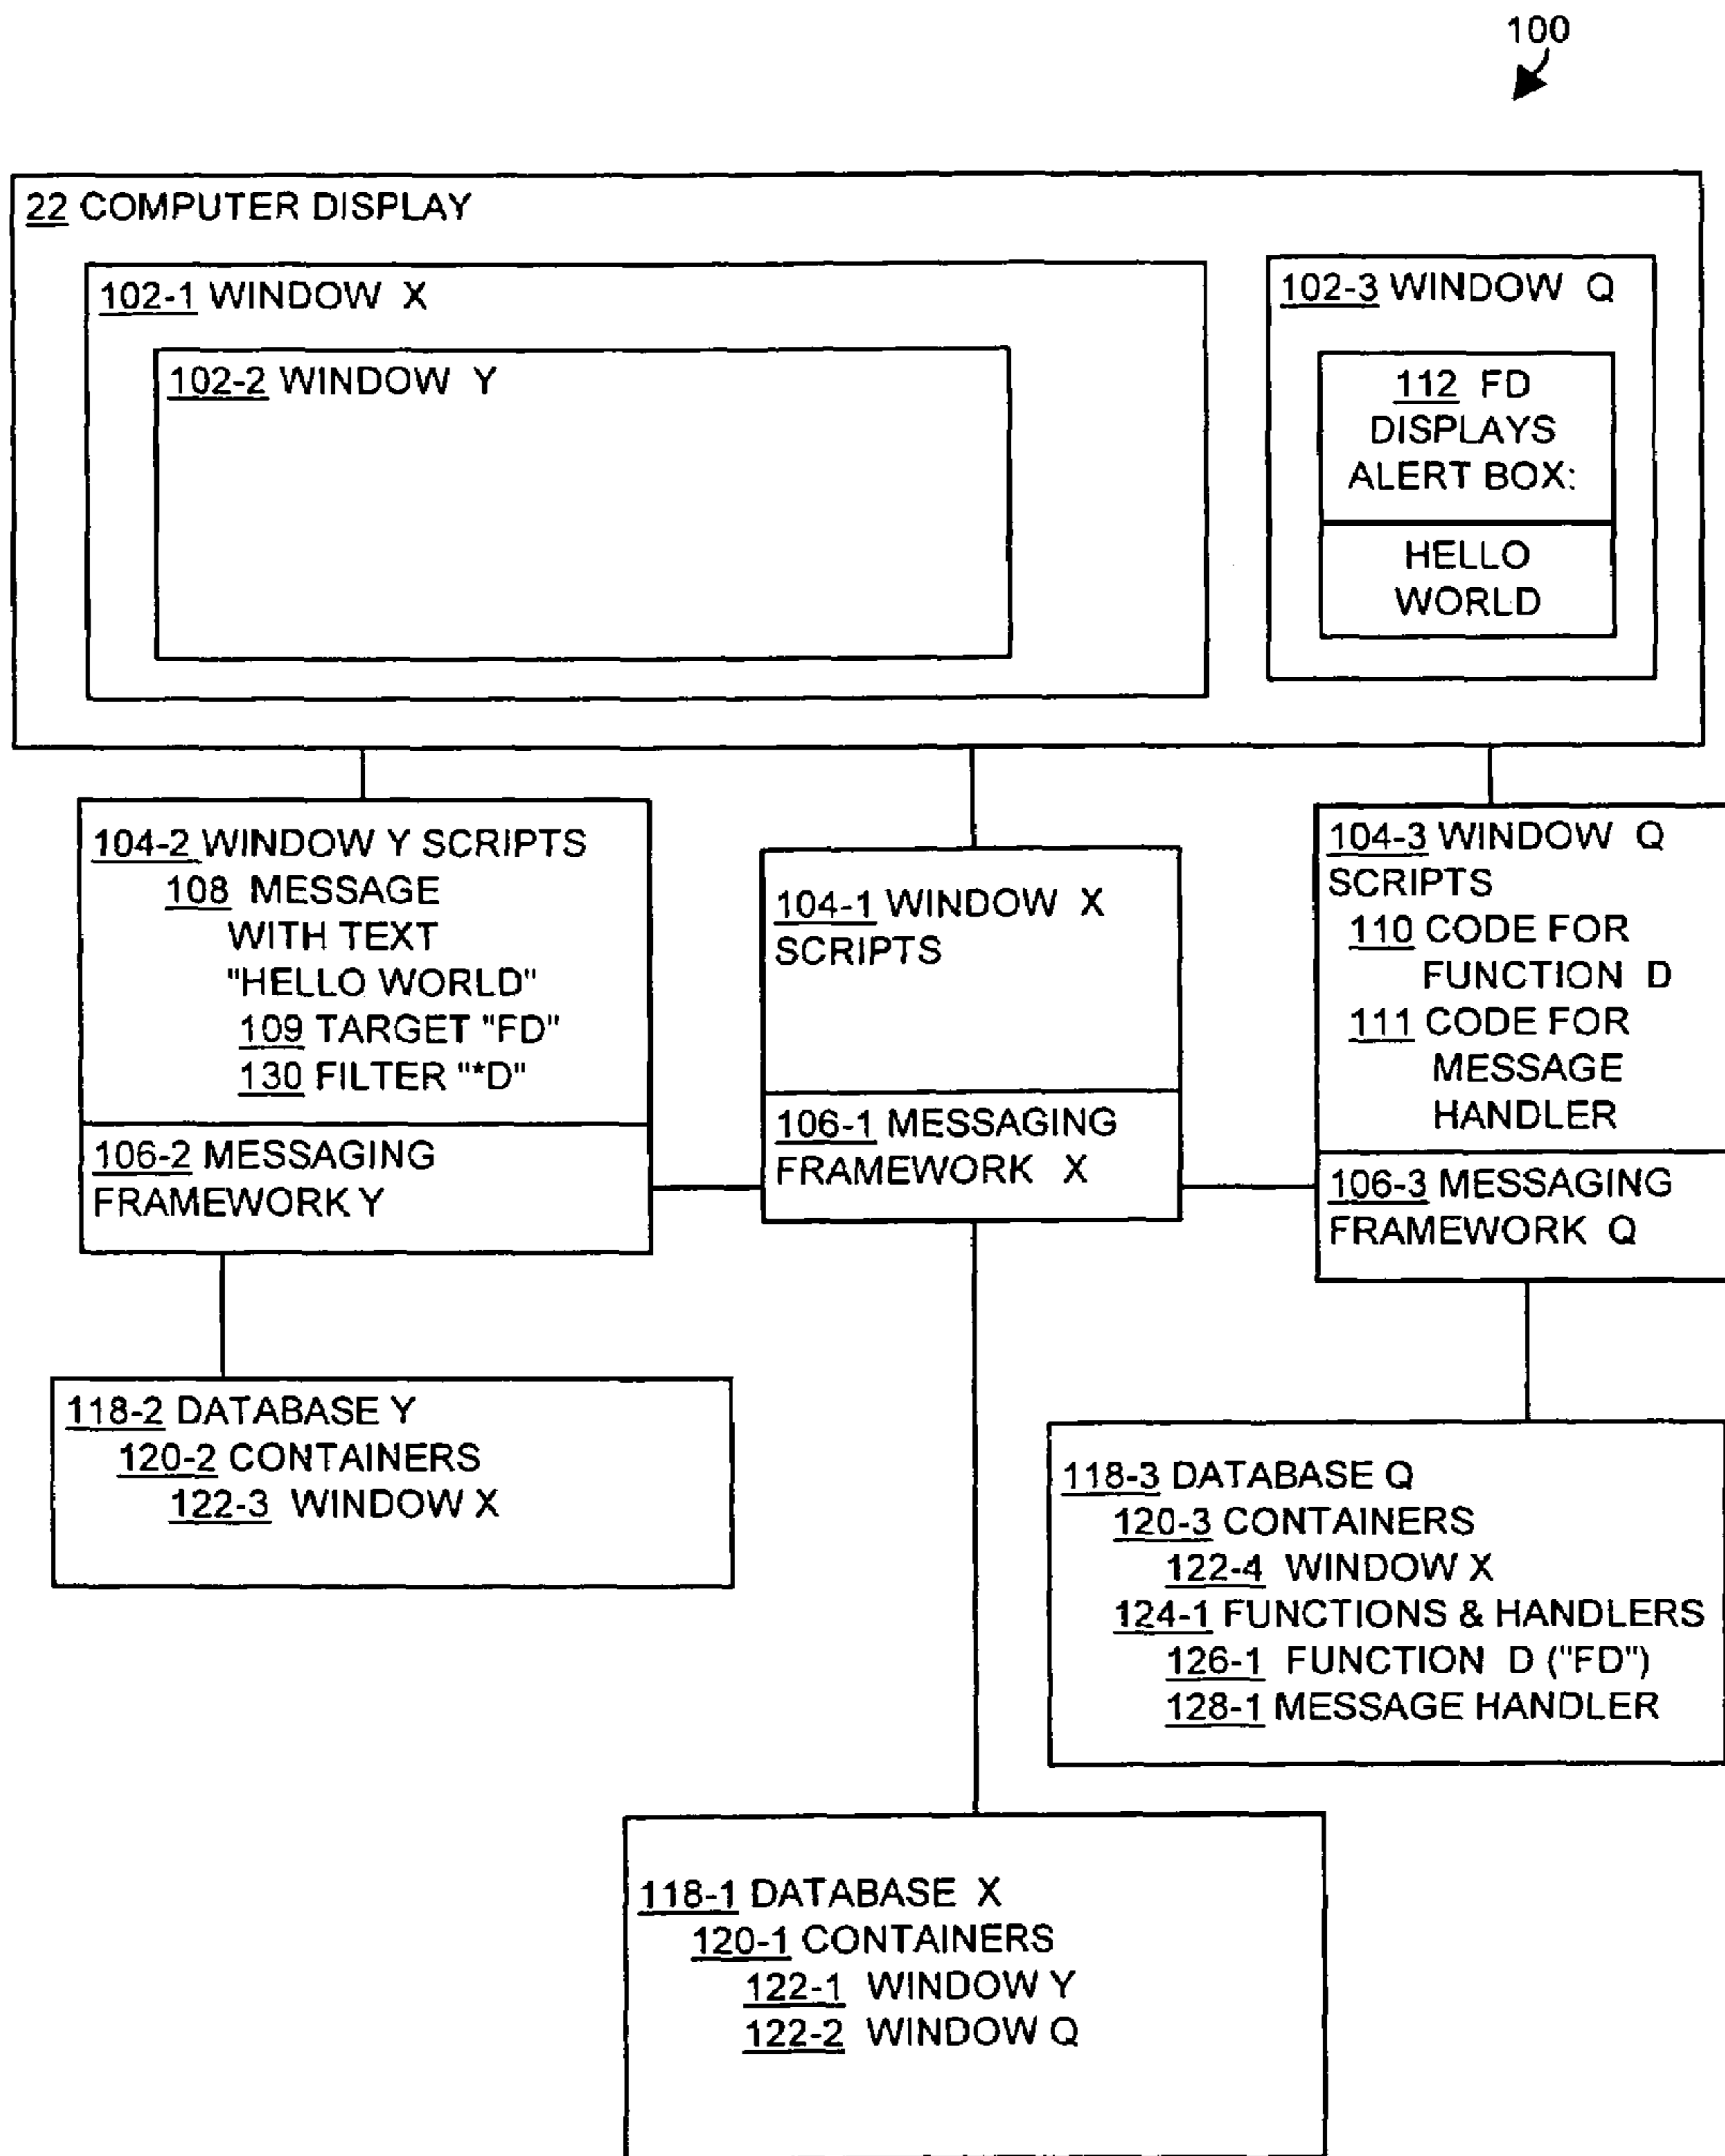 100
22 COMPUTER DISPLAY
102-1 WINDOW X
102-2 WINDOW Y
102-3 WINDOW Q
112 FD
DISPLAYS
ALERT BOX:
HELLO
WORLD
104-2 WINDOW Y SCRIPTS
108 MESSAGE
WITH TEXT
"HELLO WORLD"
109 TARGET "FD"
130 FILTER "*D"
106-2 MESSAGING
FRAMEWORK Y
104-1 WINDOW X
SCRIPTS
106-1 MESSAGING
FRAMEWORK X
104-3 WINDOW Q
SCRIPTS
110 CODE FOR
FUNCTION D
111 CODE FOR
MESSAGE
HANDLER
106-3 MESSAGING
FRAMEWORK Q
118-2 DATABASE Y
120-2 CONTAINERS
122-3 WINDOW X
118-3 DATABASE Q
120-3 CONTAINERS
122-4 WINDOW X
124-1 FUNCTIONS & HANDLERS
126-1 FUNCTION D ("FD")
128-1 MESSAGE HANDLER
118-1 DATABASE X
120-1 CONTAINERS
122-1 WINDOW Y
122-2 WINDOW Q